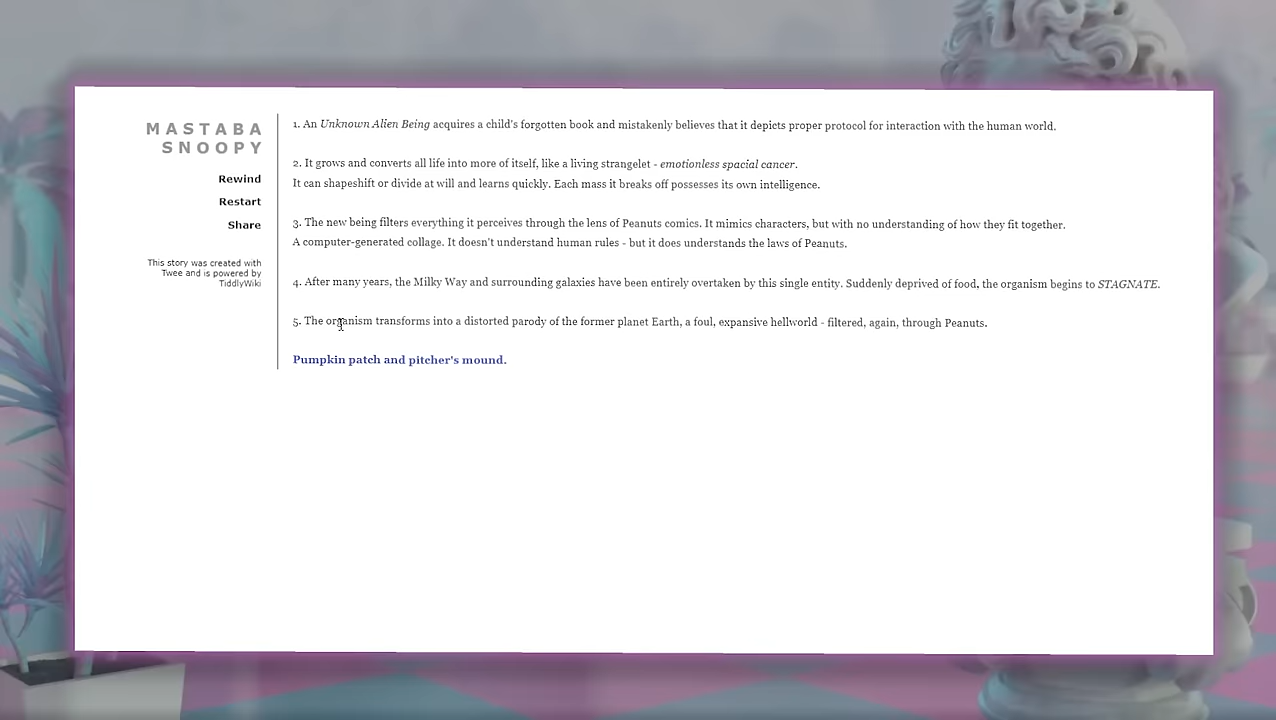 MASTABA
SNOOPY
Rewind
Restart
Share
This story was created with
Twee and is powered by
TiddlyWiki
1. An Unknown Alien Being acquires a child's forgotten book and mistakenly believes that it depicts proper protocol for interaction with the human world.
2. It grows and converts all life into more of itself, like a living strangelet - emotionless spacial cancer.
It can shapeshift or divide at will and learns quickly. Each mass it breaks off possesses its own intelligence.
3. The new being filters everything it perceives through the lens of Peanuts comics. It mimics characters, but with no understanding of how they fit together.
A computer-generated collage. It doesn't understand human rules - but it does understands the laws of Peanuts.
4. After many years, the Milky Way and surrounding galaxies have been entirely overtaken by this single entity. Suddenly deprived of food, the organism begins to STAGNATE.
5. The organism transforms into a distorted parody of the former planet Earth, a foul, expansive hellworld - filtered, again, through Peanuts.
Pumpkin patch and pitcher's mound.